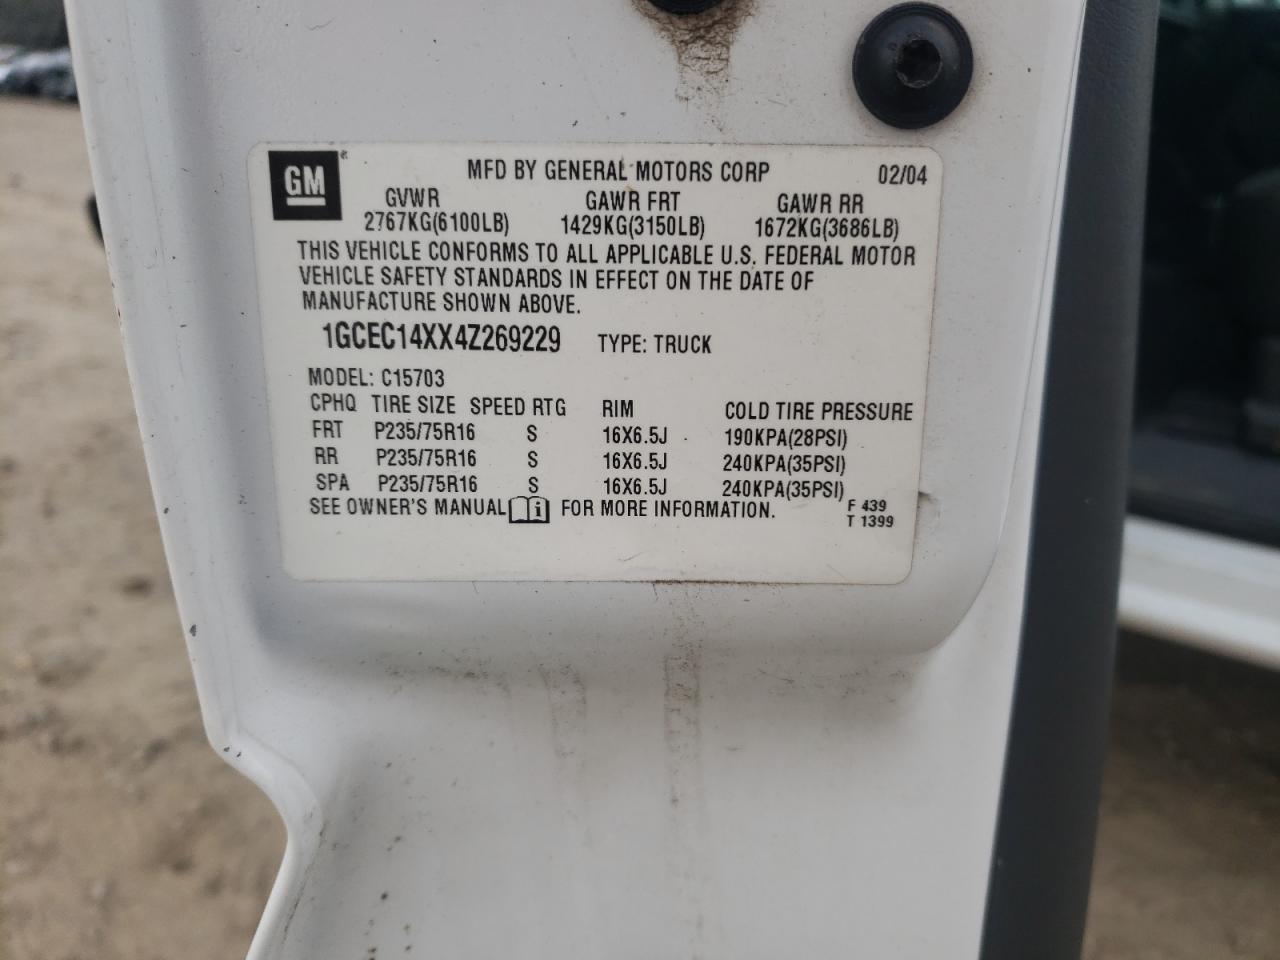 GM® MFD BY GENERAL MOTORS CORP 02/04
GVWR GAWR FRT GAWR RR
2767KG(6100LB) 1429KG(3150LB) 1672KG(3686LB)
THIS VEHICLE CONFORMS TO ALL APPLICABLE U.S. FEDERAL MOTOR
VEHICLE SAFETY STANDARDS IN EFFECT ON THE DATE OF
MANUFACTURE SHOWN ABOVE.
1GCEC14XX4Z269229 TYPE: TRUCK
MODEL: C15703
CPHQ TIRE SIZE SPEED RTG RIM COLD TIRE PRESSURE
FRT P235/75R16 S 16X6.5J 190KPA(28PSI)
RR P235/75R16 S 16X6.5J 240KPA(35PSI)
SPA P235/75R16 S 16X6.5J 240KPA(35PSI)
SEE OWNER'S MANUAL i FOR MORE INFORMATION. F 439
T 1399